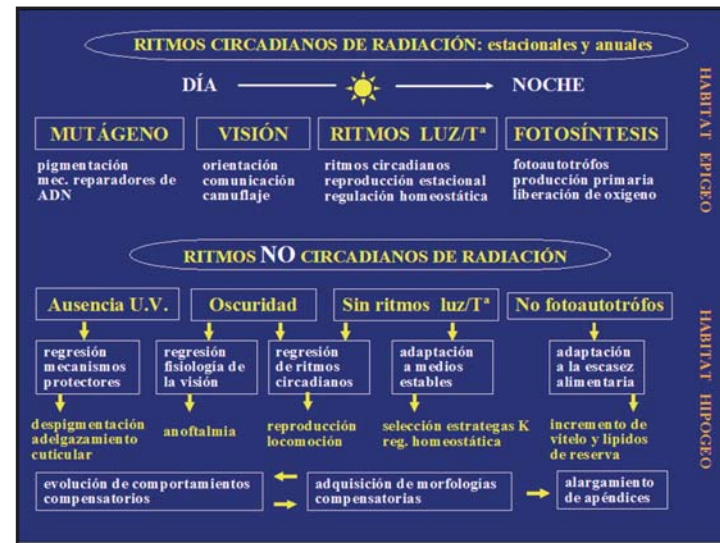 RITMOS CIRCADIANOS DE RADIACIÓN: estacionales y anuales
DÍA
NOCHE
MUTÁGENO
VISIÓN
RITMOS LUZ/Tª
FOTOSÍNTESIS
pigmentación
mec. reparadores de
ADN
orientación
comunicación
camuflaje
ritmos circadianos
reproducción estacional
regulación homeostática
fotoautotrófos
producción primaria
liberación de oxigeno
HABITAT EPIGEO
RITMOS NO CIRCADIANOS DE RADIACIÓN
Ausencia U.V.
Oscuridad
Sin ritmos luz/Tª
No fotoautotrófos
regresión
mecanismos
protectores
regresión
fisiología de
la visión
regresión
de ritmos
circadianos
adaptación
a medios
estables
adaptación
a la escasez
alimentaria
despigmentación
adelgazamiento
cuticular
anoftalmia
reproducción
locomoción
selección estrategas K
reg. homeostática
incremento de
vitelo y lípidos
de reserva
evolución de comportamientos
compensatorios
adquisición de morfologías
compensatorias
alargamiento
de apéndices
HABITAT HIPOGEO